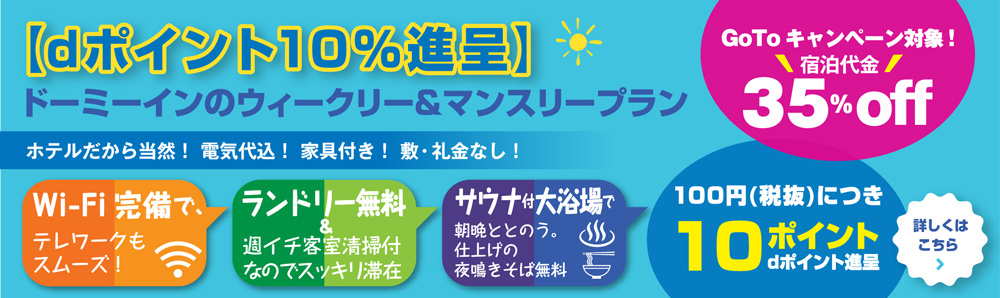 【dポイント10%進呈】
ドーミーインのウィークリー&マンスリープラン
ホテルだから当然! 電気代込! 家具付き! 敷・礼金なし!
Wi-Fi 完備で、
テレワークも
スムーズ!
ランドリー無料
&
週イチ客室清掃付
なのでスッキリ滞在
サウナ付大浴場で
朝晩ととのう。
仕上げの
夜鳴きそば無料
GoTo キャンペーン対象!
宿泊代金
35%off
100円(税抜)につき
10ポイント
dポイント進呈
詳しくは
こちら